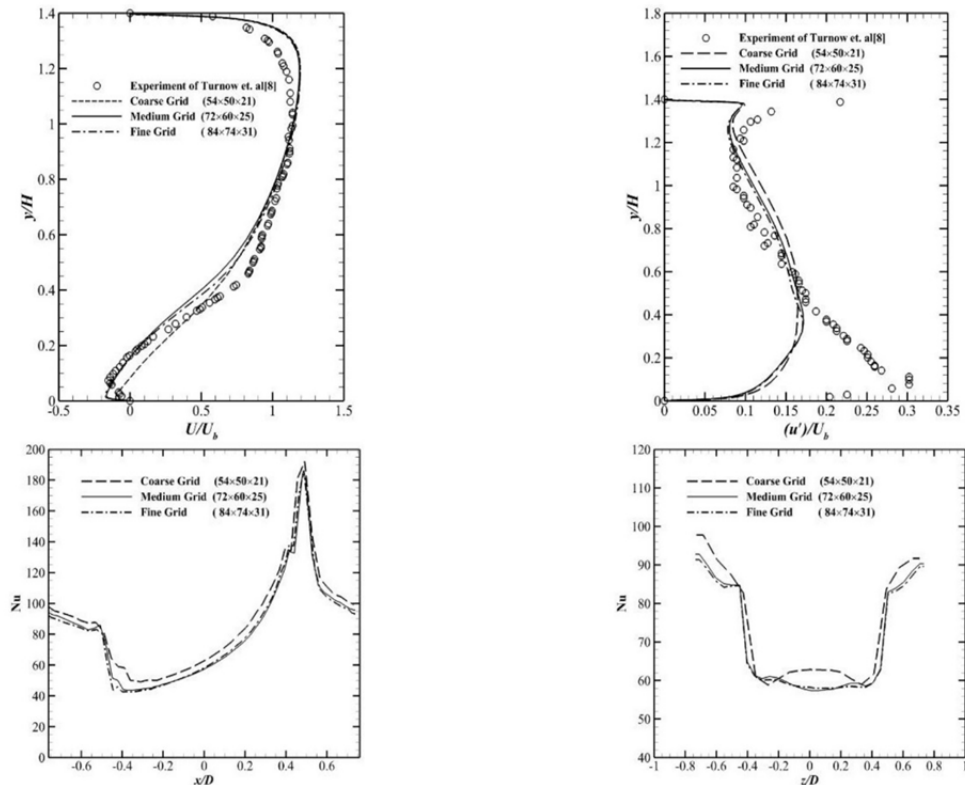 1.4
1.2
1
0.8
0.6
0.4
0.2
0
y/H
Experiment of Turnow et. al[8]
Coarse Grid (54×50×21)
Medium Grid (72×60×25)
Fine Grid ( 84×74×31)
-0.5 0 0.5 1 1.5
U/U_b
1.8
1.6
1.4
1.2
1
0.8
0.6
0.4
0.2
0
y/H
Experiment of Turnow et. al[8]
Coarse Grid (54×50×21)
Medium Grid (72×60×25)
Fine Grid ( 84×74×31)
0 0.05 0.1 0.15 0.2 0.25 0.3 0.35
(u')/U_b
200
180
160
140
120
100
80
60
40
20
0
Nu
Coarse Grid (54×50×21)
Medium Grid (72×60×25)
Fine Grid ( 84×74×31)
-0.6 -0.4 -0.2 0 0.2 0.4 0.6
x/D
120
110
100
90
80
70
60
50
40
Nu
Coarse Grid (54×50×21)
Medium Grid (72×60×25)
Fine Grid ( 84×74×31)
-1 -0.8 -0.6 -0.4 -0.2 0 0.2 0.4 0.6 0.8 1
z/D